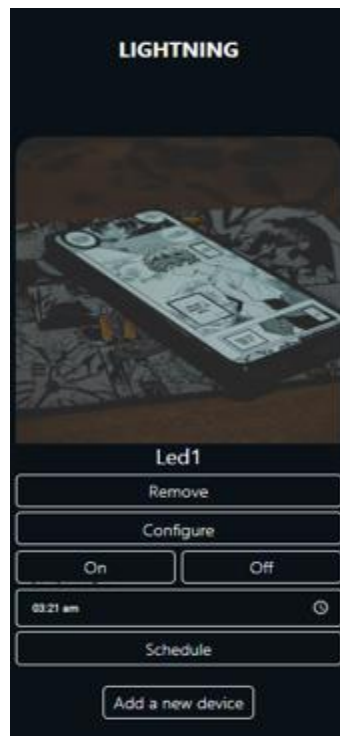 LIGHTNING
Led1
Remove
Configure
On Off
03:21 am
Schedule
Add a new device